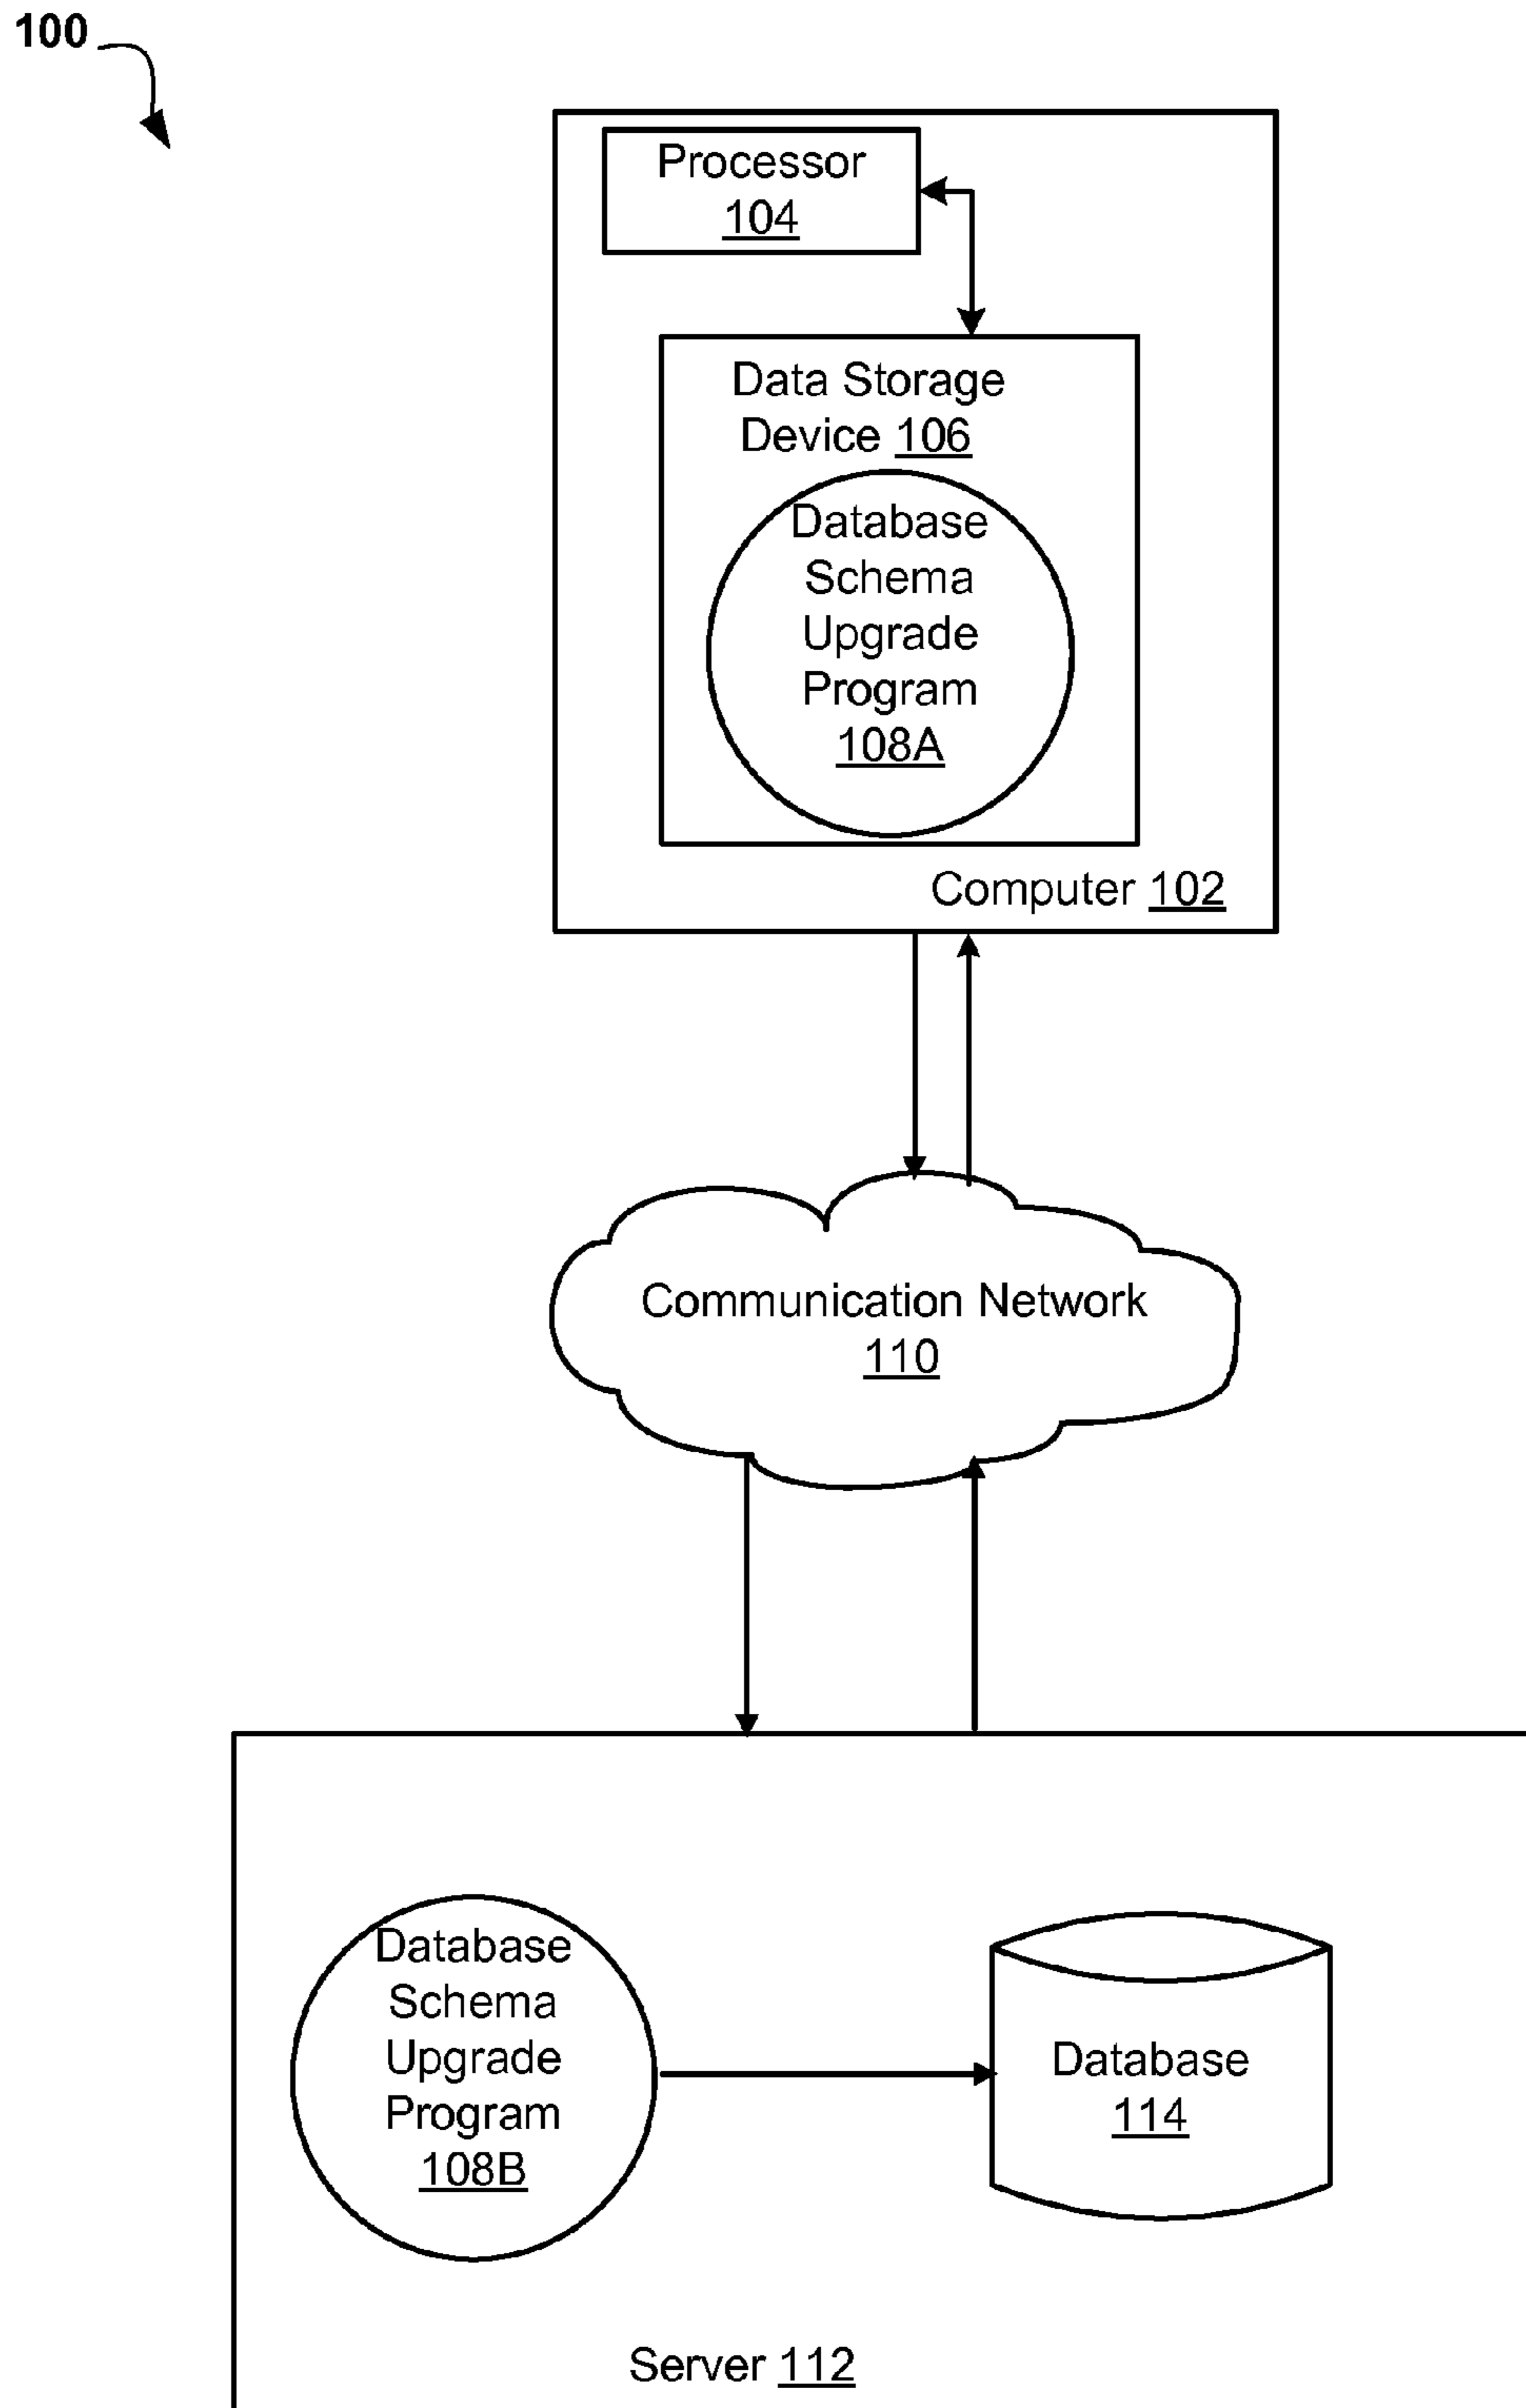 100
Processor
104
Data Storage
Device 106
Database
Schema
Upgrade
Program
108A
Computer 102
Communication Network
110
Database
Schema
Upgrade
Program
108B
Database
114
Server 112